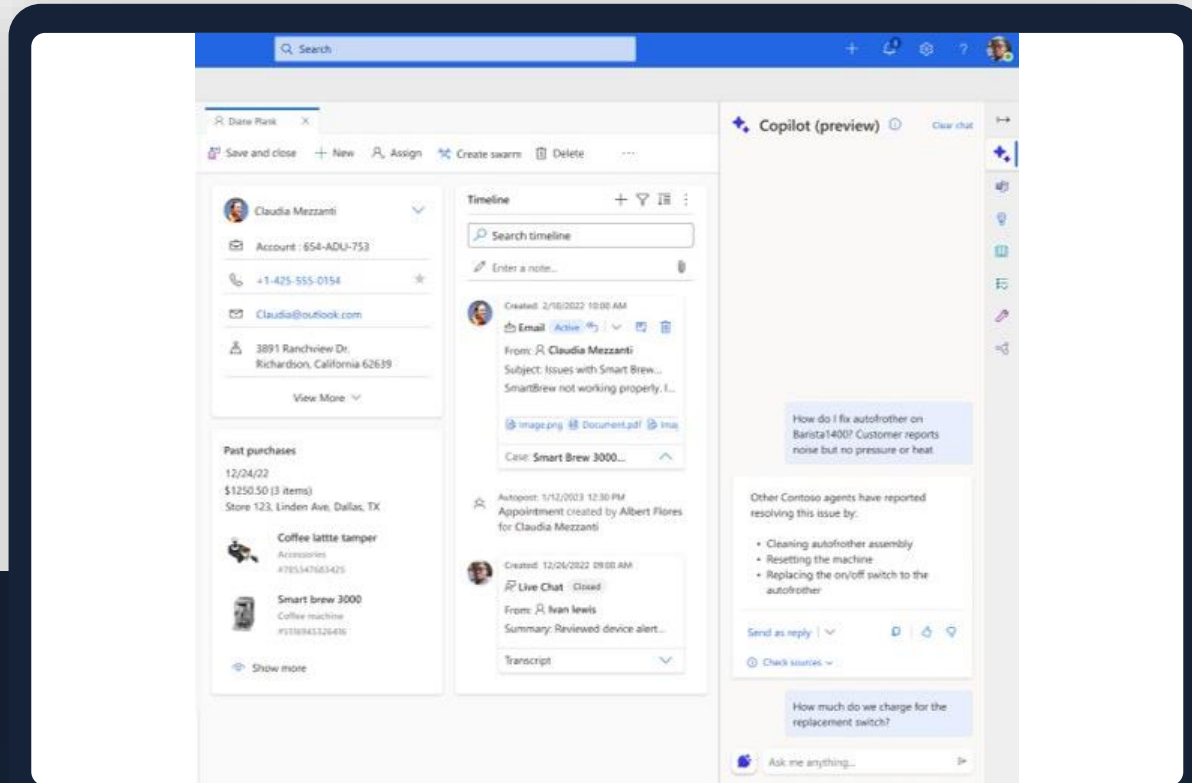 Search
?
Diane Plank X
Save and close + New Assign Create swarm Delete ...
Claudia Mezzanti
Account : 654-ADU-753
+1-425-555-0154
Claudia@outlook.com
3891 Ranchview Dr.
Richardson, California 62639
View More
Past purchases
12/24/22
$1250.50 (3 items)
Store 123, Linden Ave, Dallas, TX
Coffee lattte tamper
Accessories
Smart brew 3000
Coffee machine
Show more
Timeline
Search timeline
Enter a note...
Created: 2/10/2022 10:00 AM
Email Active
From: Claudia Mezzanti
Subject: Issues with Smart Brew...
SmartBrew not working properly. I...
image.png Document.pdf Imag
Case: Smart Brew 3000...
Autopost: 1/12/2023 12:30 PM
Appointment created by Albert Flores
for Claudia Mezzanti
Created: 12/26/2022 09:00 AM
Live Chat Closed
From: Ivan lewis
Summary: Reviewed device alert...
Transcript
Copilot (preview) Clear chat
How do I fix autofrother on
Barista1400? Customer reports
noise but no pressure or heat
Other Contoso agents have reported
resolving this issue by:
• Cleaning autofrother assembly
• Resetting the machine
• Replacing the on/off switch to the
autofrother
Send as reply
Check sources
How much do we charge for the
replacement switch?
Ask me anything...